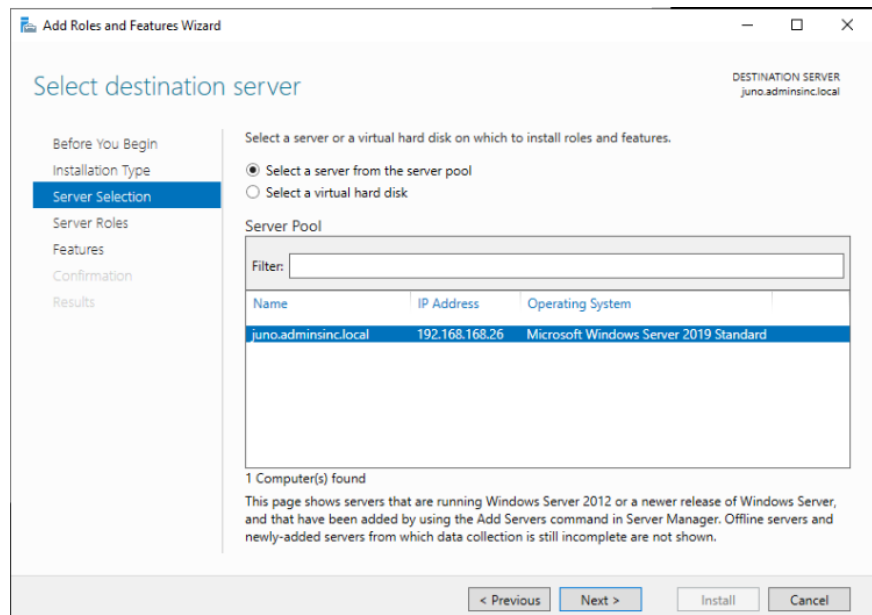 Add Roles and Features Wizard
Select destination server
DESTINATION SERVER
juno.adminsinc.local
Before You Begin
Installation Type
Server Selection
Server Roles
Features
Confirmation
Results
Select a server or a virtual hard disk on which to install roles and features.
Select a server from the server pool
Select a virtual hard disk
Server Pool
Filter:
Name IP Address Operating System
juno.adminsinc.local 192.168.168.26 Microsoft Windows Server 2019 Standard
1 Computer(s) found
This page shows servers that are running Windows Server 2012 or a newer release of Windows Server,
and that have been added by using the Add Servers command in Server Manager. Offline servers and
newly-added servers from which data collection is still incomplete are not shown.
< Previous Next > Install Cancel